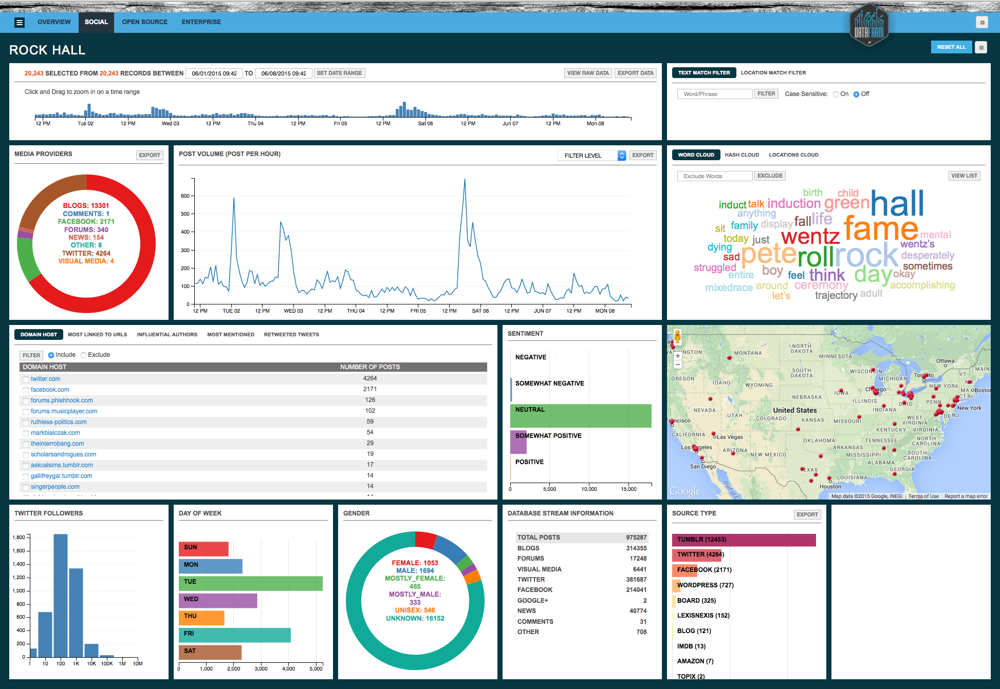 OVERVIEW SOCIAL OPEN SOURCE ENTERPRISE
DATAFARM
ROCK HALL
RESET ALL
20,243 SELECTED FROM 20,243 RECORDS BETWEEN 06/01/2015 09:42 TO 06/08/2015 09:42 SET DATE RANGE VIEW RAW DATA EXPORT DATA
Click and Drag to zoom in on a time range
12 PM Tue 02 12 PM Wed 03 12 PM Thu 04 12 PM Fri 05 12 PM Sat 06 12 PM Jun 07 12 PM Mon 08
TEXT MATCH FILTER LOCATION MATCH FILTER
Word/Phrase FILTER Case Sensitive: On Off
MEDIA PROVIDERS EXPORT
BLOGS: 13301
COMMENTS: 1
FACEBOOK: 2171
FORUMS: 340
NEWS: 154
OTHER: 8
TWITTER: 4264
VISUAL MEDIA: 4
POST VOLUME (POST PER HOUR) FILTER LEVEL EXPORT
600
500
400
300
200
100
0
12 PM TUE 02 12 PM WED 03 12 PM THU 04 12 PM FRI 05 12 PM SAT 06 12 PM JUN 07 12 PM MON 08
WORD CLOUD HASH CLOUD LOCATIONS CLOUD
Exclude Words EXCLUDE VIEW LIST
birth child
induct talk induction green hall
anything
sit family display fall life fame
today just wentz mental
dying wentz's
sad pete roll rock desperately
struggled sometimes
entire boy feel think day okay
mixedrace around ceremony accomplishing
let's trajectory adult
DOMAIN HOST MOST LINKED TO URLS INFLUENTIAL AUTHORS MOST MENTIONED RETWEETED TWEETS
FILTER Include Exclude
DOMAIN HOST NUMBER OF POSTS
twitter.com 4264
facebook.com 2171
forums.phishhook.com 126
forums.musicplayer.com 102
ruthless-politics.com 59
markbialczak.com 54
theinterrobang.com 29
scholarsandrogues.com 19
askcalsims.tumblr.com 17
gallifreygal.tumblr.com 14
singerpeople.com 14
SENTIMENT
NEGATIVE
SOMEWHAT NEGATIVE
NEUTRAL
SOMEWHAT POSITIVE
POSITIVE
0 5,000 10,000 15,000
WASHINGTON
MONTANA
NORTH DAKOTA
MINNESOTA
Ottawa
OREGON
IDAHO
WYOMING
SOUTH DAKOTA
WISCONSIN
MICHIGAN
Toronto
VT
MAIN
NEW YORK
NH
MA Boston
CT RI
Chicago
IOWA
NEBRASKA
ILLINOIS
INDIANA
OHIO
PENN
New York
NEVADA
UTAH
United States
COLORADO
KANSAS
MISSOURI
WEST VIRGINIA
DE NJ
KENTUCKY
VIRGINIA
Francisco
CALIFORNIA
Las Vegas
OKLAHOMA
TENNESSEE
NORTH CAROLINA
Los Angeles
ARIZONA
NEW MEXICO
ARKANSAS
MISSISSIPPI
SOUTH CAROLINA
ALABAMA
San Diego
TEXAS
GEORGIA
LOUISIANA
Houston
Gulf of C
Google
Map data ©2015 Google, INEGI Terms of Use Report a map error
TWITTER FOLLOWERS
1,800
1,600
1,400
1,200
1,000
800
600
400
200
0
1 10 100 1K 10K 100K 1M 10M
DAY OF WEEK
SUN
MON
TUE
WED
THU
FRI
SAT
0 1,000 2,000 3,000 4,000 5,000
GENDER
FEMALE: 1053
MALE: 1694
MOSTLY_FEMALE:
465
MOSTLY_MALE:
333
UNISEX: 546
UNKNOWN: 16152
DATABASE STREAM INFORMATION
TOTAL POSTS 975287
BLOGS 314355
FORUMS 17248
VISUAL MEDIA 6441
TWITTER 381687
FACEBOOK 214041
GOOGLE+ 2
NEWS 40774
COMMENTS 31
OTHER 708
SOURCE TYPE EXPORT
TUMBLR (12453)
TWITTER (4264)
FACEBOOK (2171)
WORDPRESS (727)
BOARD (325)
LEXISNEXIS (152)
BLOG (121)
IMDB (13)
AMAZON (7)
TOPIX (2)